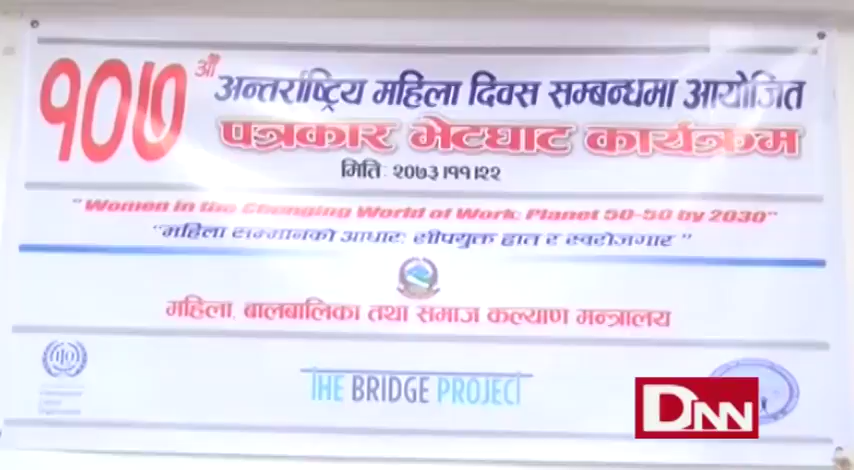 १०७ औं अन्तर्राष्ट्रिय महिला दिवस सम्बन्धमा आयोजित
पत्रकार भेटघाट कार्यक्रम
मितिः २०७३।११।२२
"Women in the Changing World of Work: Planet 50-50 by 2030"
"महिला सम्मानको आधारः सीपयुक्त हात र स्वरोजगार"
महिला, बालबालिका तथा समाज कल्याण मन्त्रालय
THE BRIDGE PROJECT
DNN